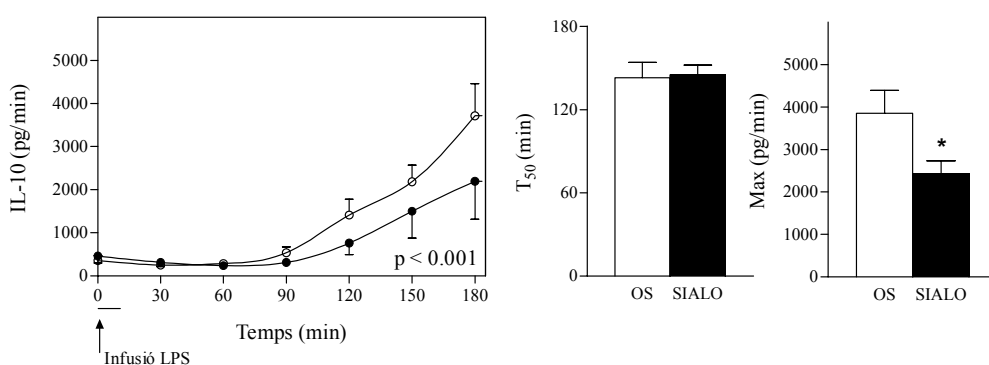 IL-10 (pg/min)
5000
4000
3000
2000
1000
0
p < 0.001
0 30 60 90 120 150 180
Temps (min)
Infusió LPS
T50 (min)
180
120
60
0
OS SIALO
Max (pg/min)
5000
4000
3000
2000
1000
0
*
OS SIALO